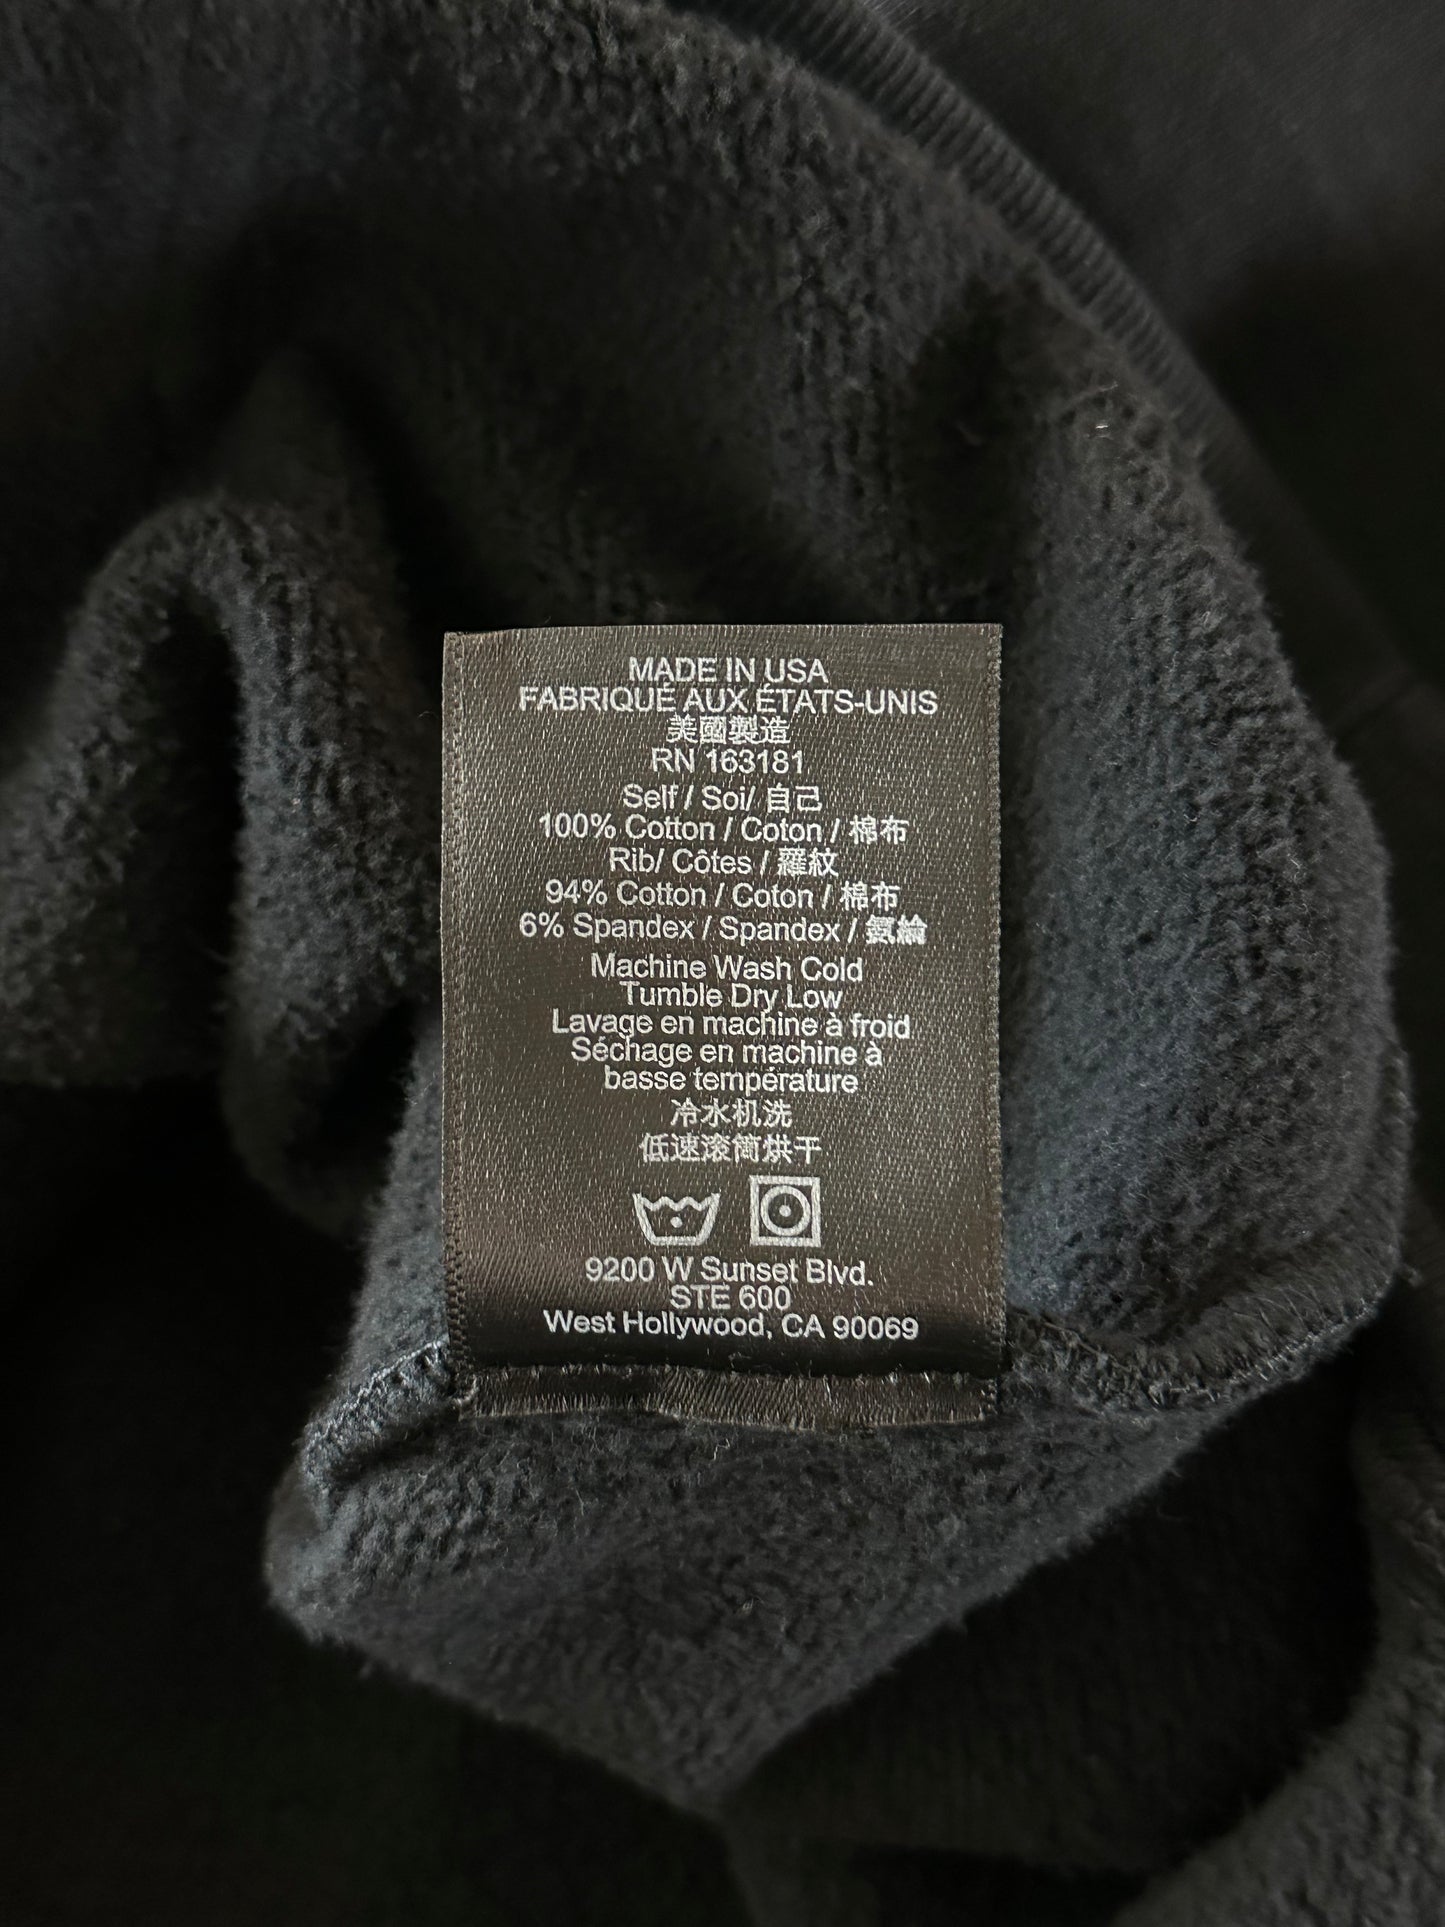 MADE IN USA
FABRIQUÉ AUX ÉTATS-UNIS
美國製造
RN 163181
Self / Soi/ 自己
100% Cotton / Coton / 棉布
Rib/ Côtes / 羅紋
94% Cotton / Coton / 棉布
6% Spandex / Spandex / 氨綸
Machine Wash Cold
Tumble Dry Low
Lavage en machine à froid
Séchage en machine à
basse température
冷水机洗
低速滚筒烘干
9200 W Sunset Blvd.
STE 600
West Hollywood, CA 90069